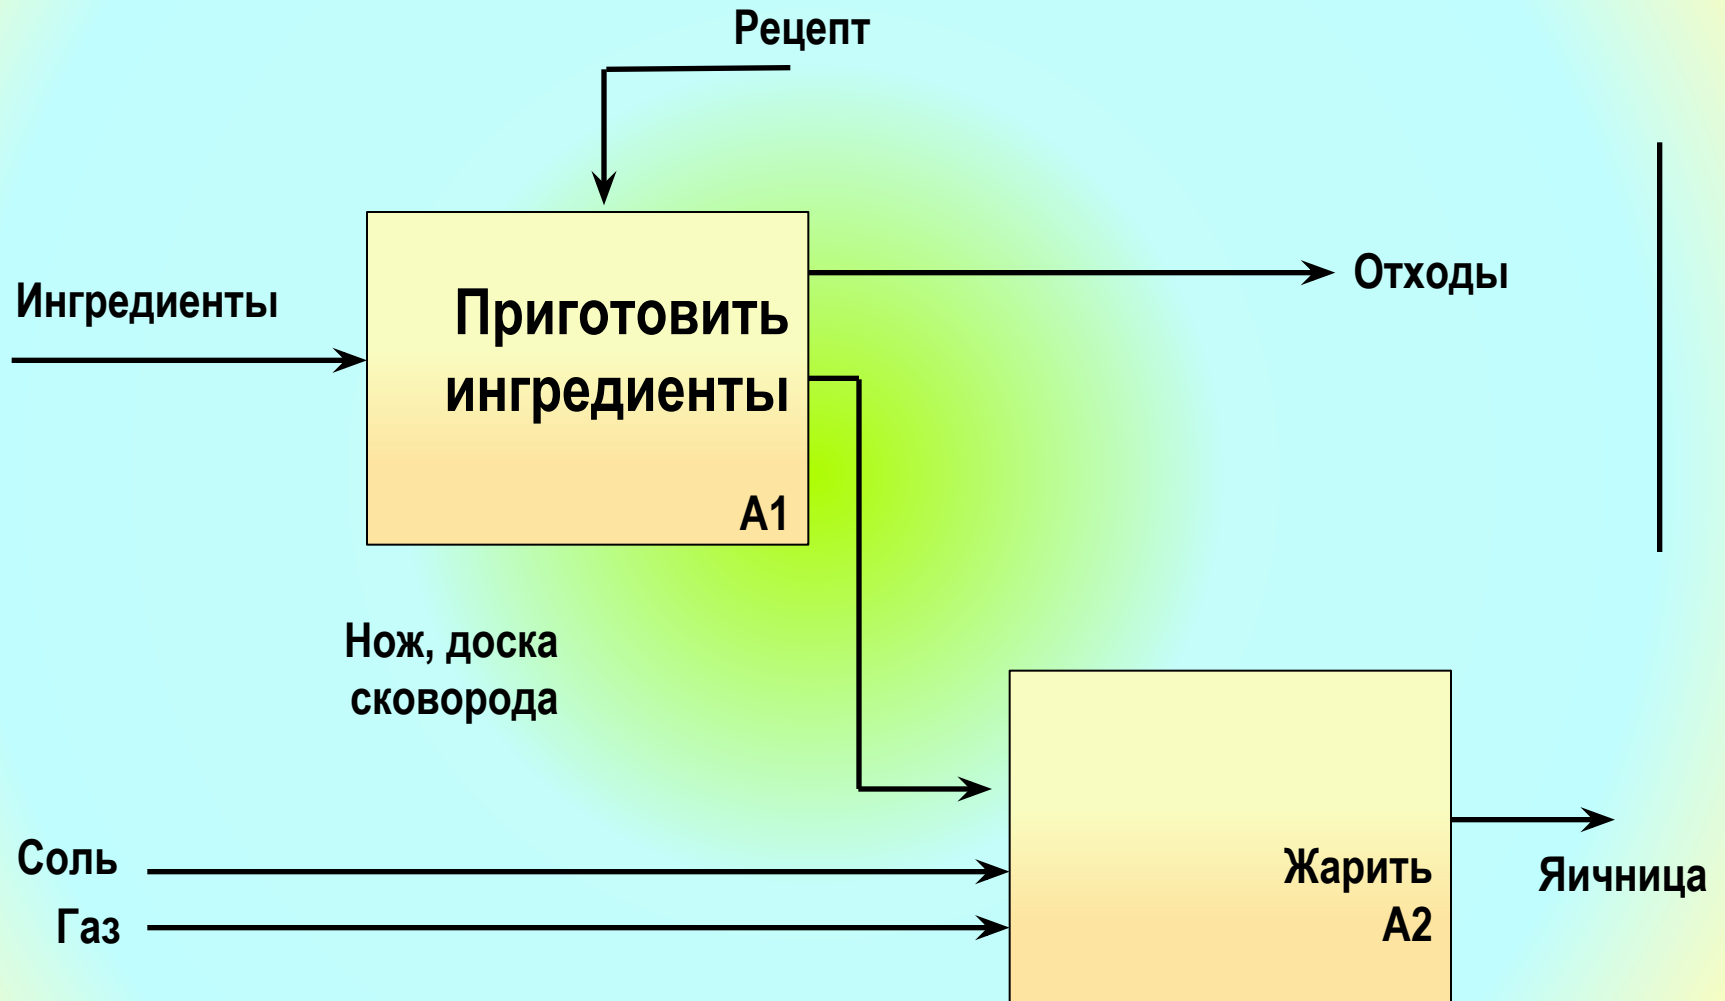 Рецепт
Ингредиенты
Приготовить
ингредиенты
А1
Отходы
Нож, доска
сковорода
Соль
Газ
Жарить
А2
Яичница